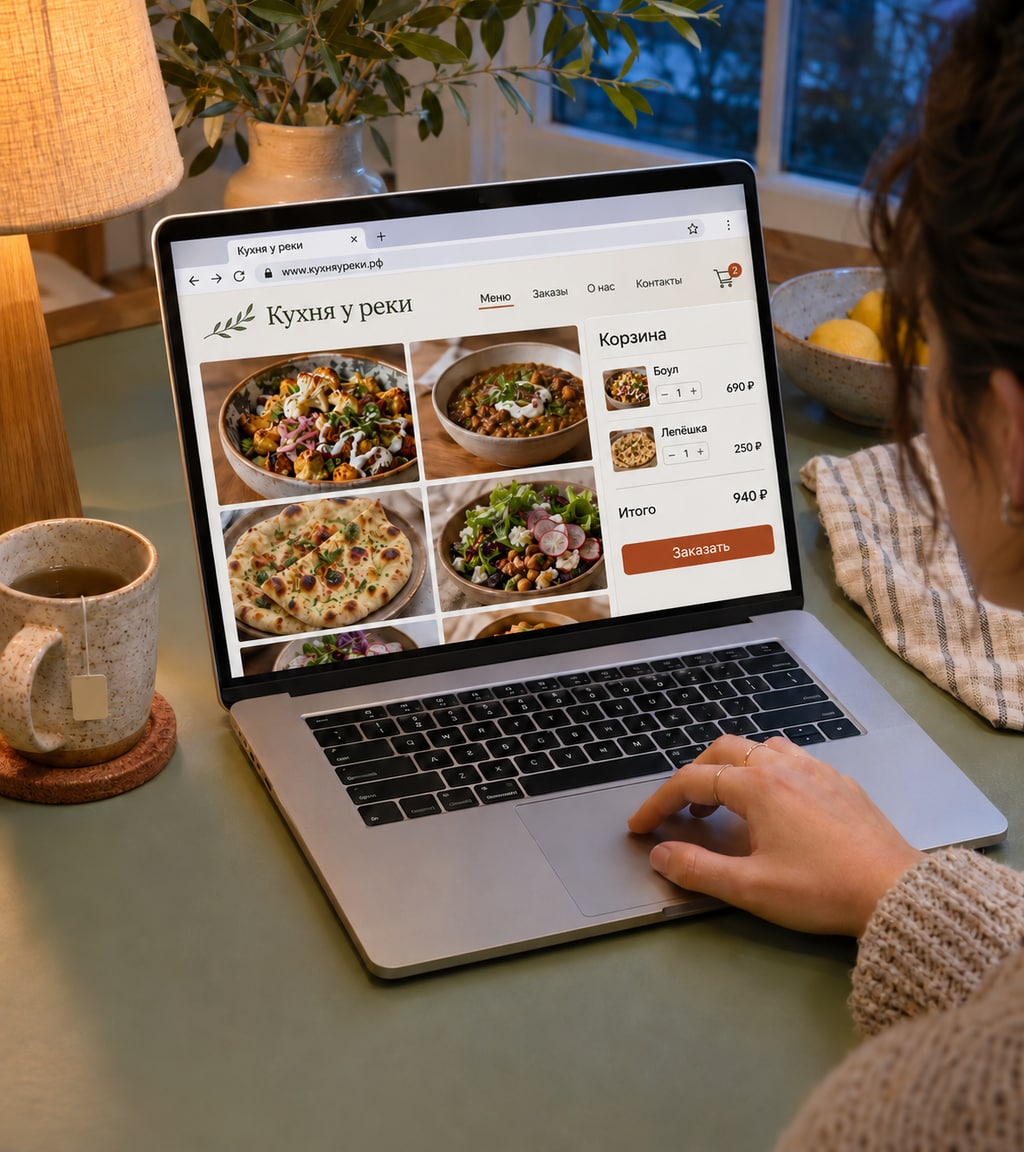 Кухня у реки
www.кухняуреки.рф
Кухня у реки
Меню Заказы О нас Контакты
2
Корзина
Боул
1
690 ₽
Лепёшка
1
250 ₽
Итого 940 ₽
Заказать